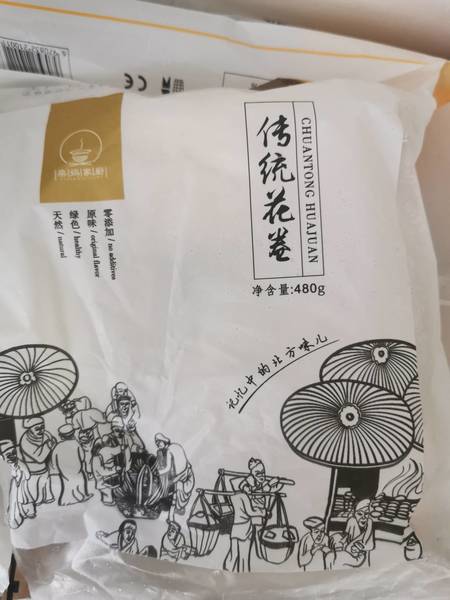 传统花卷
CHUANTONG HUAJUAN
净含量:480g
零添加 / no additives
原味 / original flavor
绿色 / healthy
天然 / natural
记忆中的北方味儿